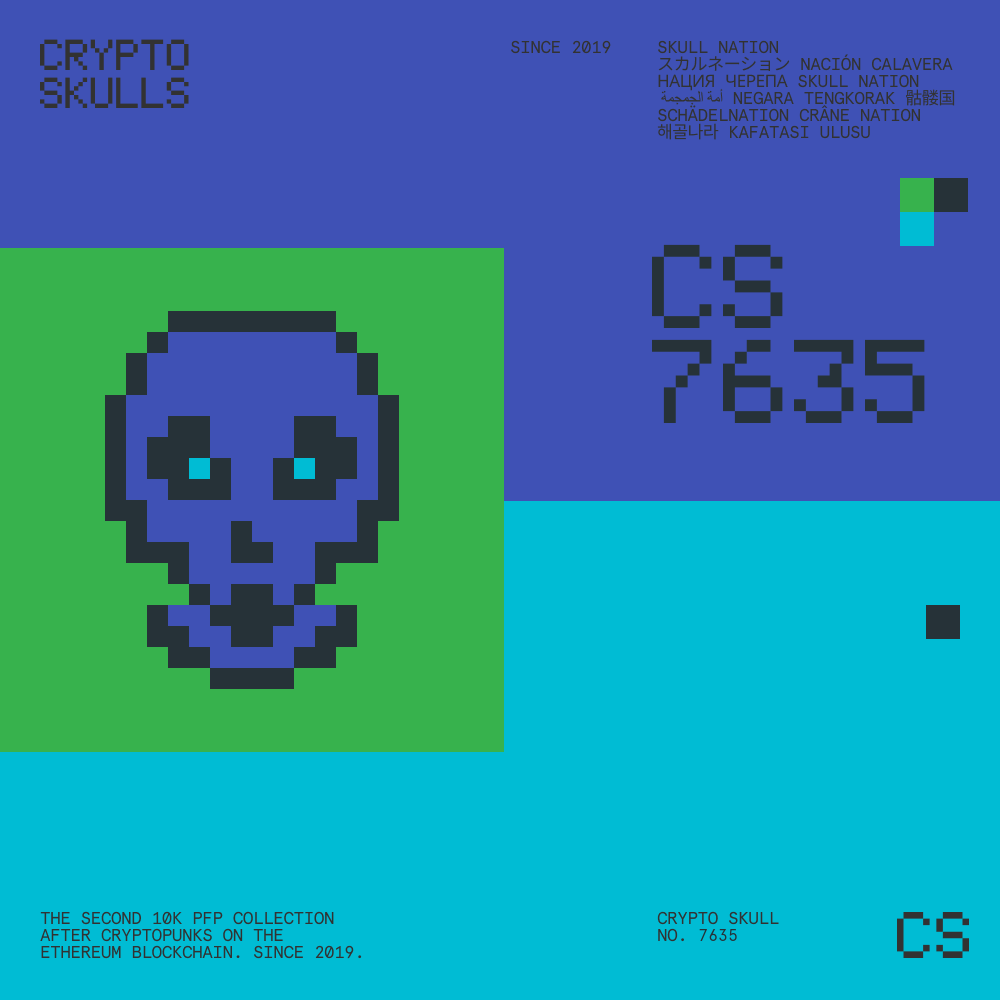 CRYPTO
SKULLS
SINCE 2019
SKULL NATION
スカルネーション NACIÓN CALAVERA
НАЦИЯ ЧЕРЕПА SKULL NATION
أمة الجمجمة NEGARA TENGKORAK 骷髅国
SCHÄDELNATION CRÂNE NATION
해골나라 KAFATASI ULUSU
CS
7635
THE SECOND 10K PFP COLLECTION
AFTER CRYPTOPUNKS ON THE
ETHEREUM BLOCKCHAIN. SINCE 2019.
CRYPTO SKULL
NO. 7635
CS